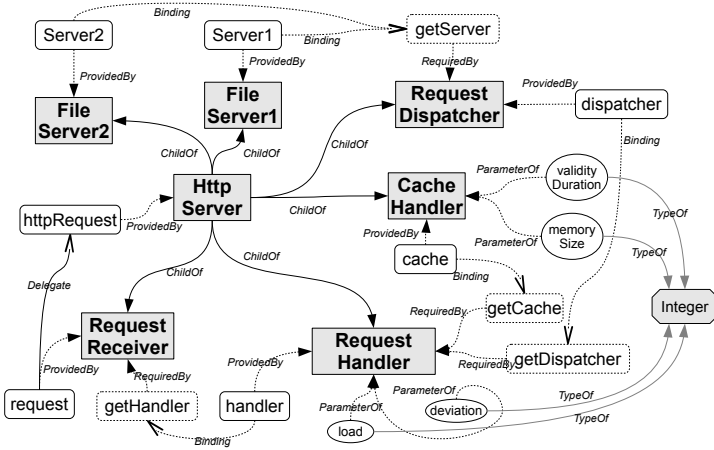 Binding
Server2
Server1
Binding
getServer
ProvidedBy
ProvidedBy
RequiredBy
File
Server2
File
Server1
Request
Dispatcher
ProvidedBy
dispatcher
ChildOf
ChildOf
ChildOf
Binding
Http
Server
Cache
Handler
ParameterOf
validity
Duration
httpRequest
ProvidedBy
ChildOf
TypeOf
ProvidedBy
ParameterOf
memory
Size
TypeOf
cache
Binding
ChildOf
ChildOf
Delegate
getCache
Integer
RequiredBy
Request
Receiver
Request
Handler
getDispatcher
RequiredBy
ProvidedBy
RequiredBy
ProvidedBy
ParameterOf
TypeOf
request
getHandler
handler
ParameterOf
deviation
TypeOf
load
Binding